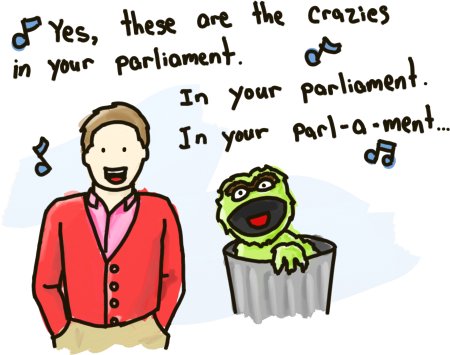 Yes, these are the crazies
in your parliament.
In your parliament.
In your parl-a-ment...